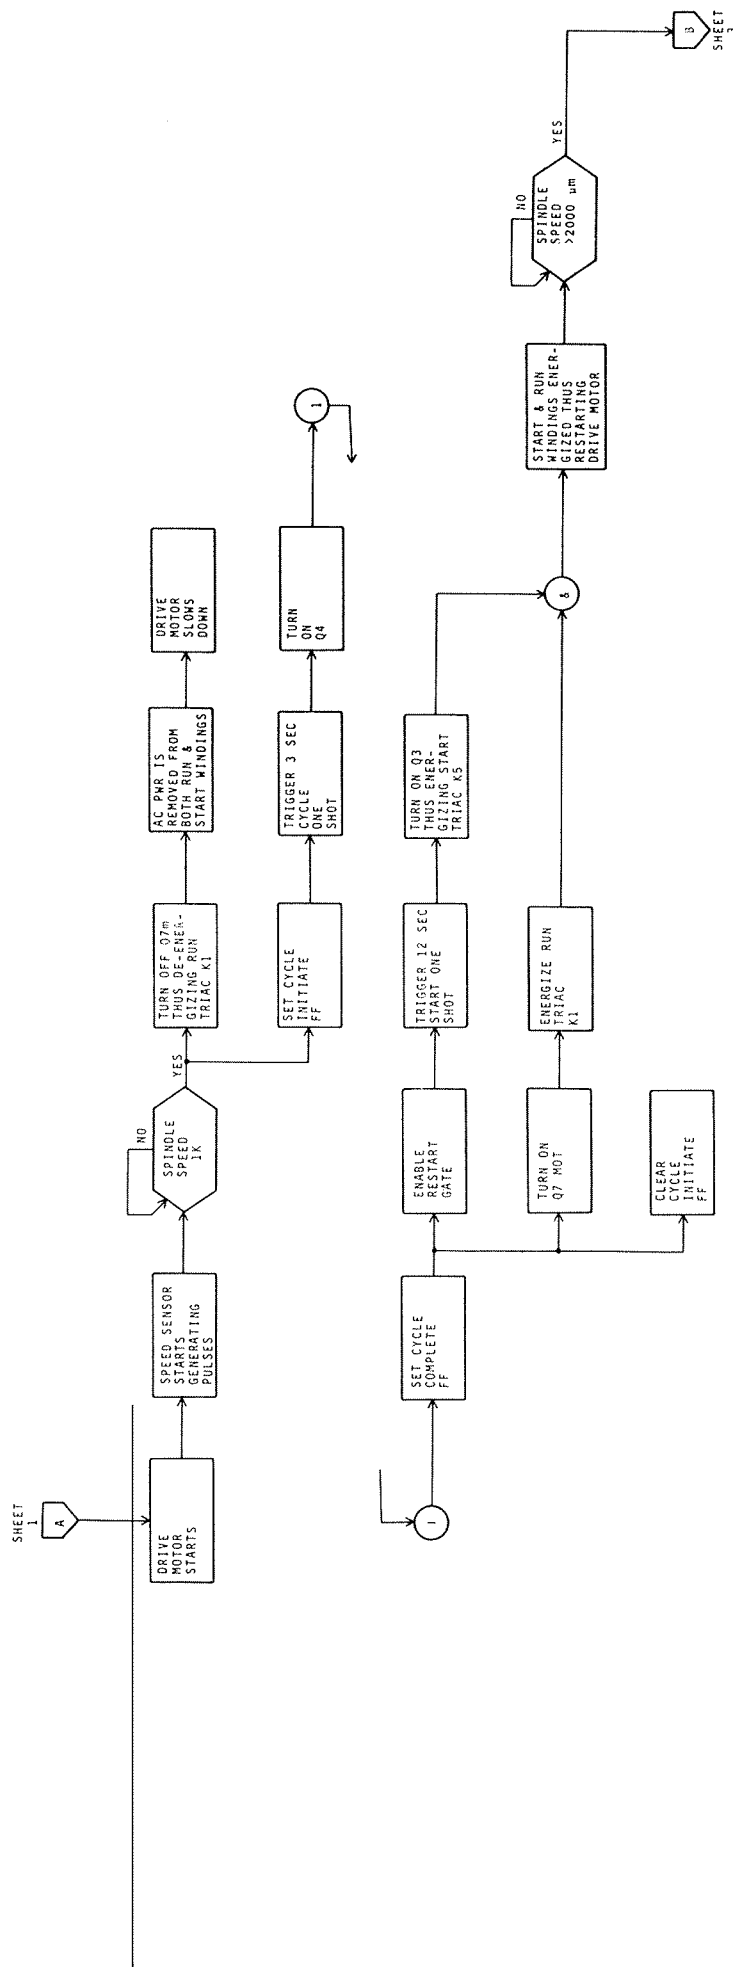 SHEET
1
A
DRIVE
MOTOR
STARTS
SPEED SENSOR
STARTS
GENERATING
PULSES
SPINDLE
SPEED
1K
NO
YES
TURN OFF Q7m
THUS DE-ENER-
GIZING RUN
TRIAC K1
AC PWR IS
REMOVED FROM
BOTH RUN &
START WINDINGS
DRIVE
MOTOR
SLOWS
DOWN
SET CYCLE
INITIATE
FF
TRIGGER 3 SEC
CYCLE
ONE
SHOT
TURN
ON
Q4
1
1
SET CYCLE
COMPLETE
FF
ENABLE
RESTART
GATE
TRIGGER 12 SEC
START ONE
SHOT
TURN ON Q3
THUS ENER-
GIZING START
TRIAC K5
TURN ON
Q7 MOT
ENERGIZE RUN
TRIAC
K1
CLEAR
CYCLE
INITIATE
FF
&
START & RUN
WINDINGS ENER-
GIZED THUS
RESTARTING
DRIVE MOTOR
SPINDLE
SPEED
>2000 µm
NO
YES
B
SHEET